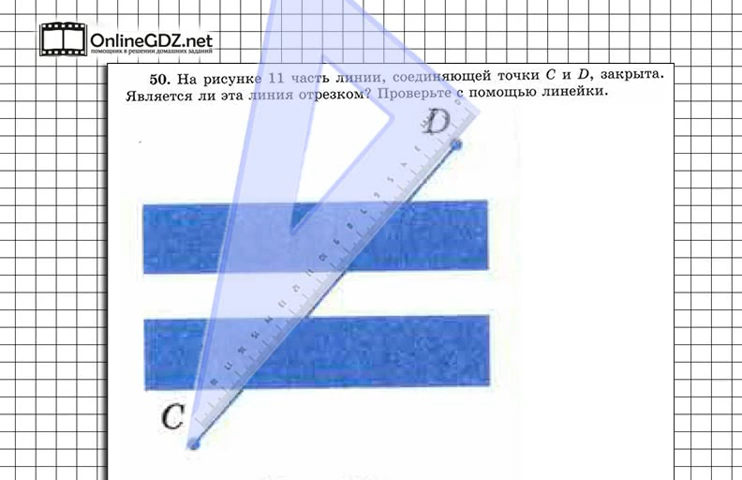 OnlineGDZ.net
помощник в решении домашних заданий
50. На рисунке 11 часть линии, соединяющей точки C и D, закрыта.
Является ли эта линия отрезком? Проверьте с помощью линейки.
D
C